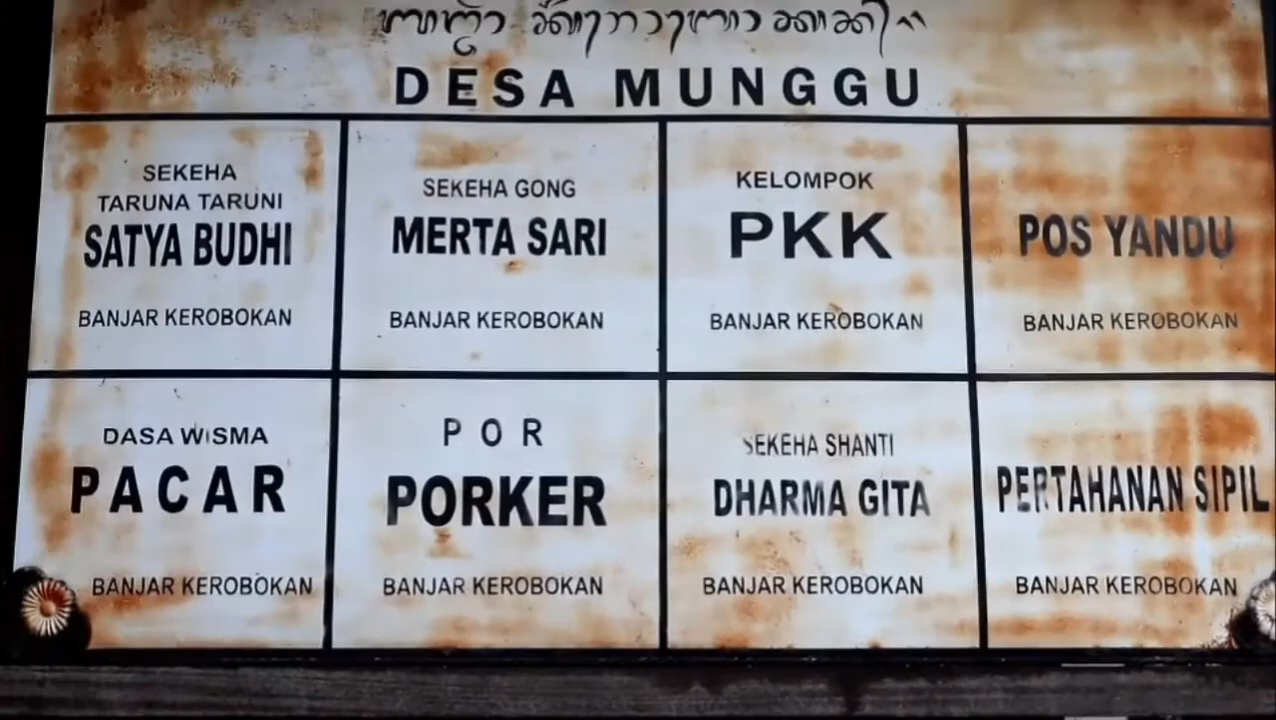 DESA MUNGGU
SEKEHA
TARUNA TARUNI
SATYA BUDHI
BANJAR KEROBOKAN
SEKEHA GONG
MERTA SARI
BANJAR KEROBOKAN
KELOMPOK
PKK
BANJAR KEROBOKAN
POS YANDU
BANJAR KEROBOKAN
DASA WISMA
PACAR
BANJAR KEROBOKAN
POR
PORKER
BANJAR KEROBOKAN
SEKEHA SHANTI
DHARMA GITA
BANJAR KEROBOKAN
PERTAHANAN SIPIL
BANJAR KEROBOKAN